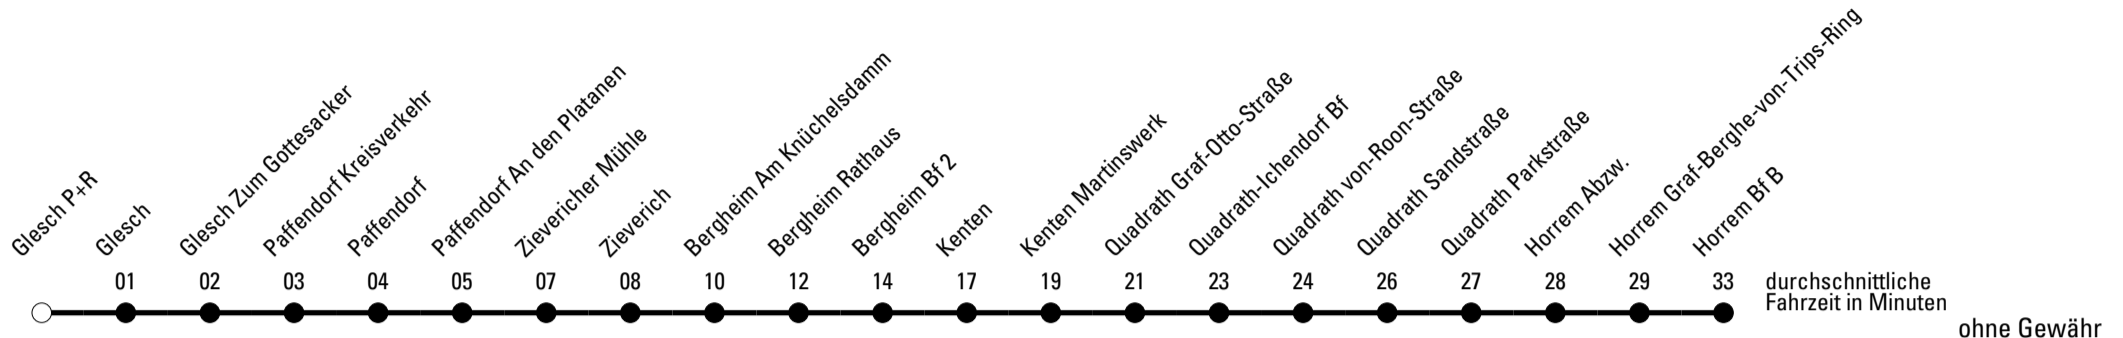 Glesch P+R
Glesch
Glesch Zum Gottesacker
Paffendorf Kreisverkehr
Paffendorf
Paffendorf An den Platanen
Zievericher Mühle
Zieverich
Bergheim Am Knüchelsdamm
Bergheim Rathaus
Bergheim Bf 2
Kenten
Kenten Martinswerk
Quadrath Graf-Otto-Straße
Quadrath-Ichendorf Bf
Quadrath von-Roon-Straße
Quadrath Sandstraße
Quadrath Parkstraße
Horrem Abzw.
Horrem Graf-Berghe-von-Trips-Ring
Horrem Bf B
01 02 03 04 05 07 08 10 12 14 17 19 21 23 24 26 27 28 29 33 durchschnittliche
Fahrzeit in Minuten
ohne Gewähr